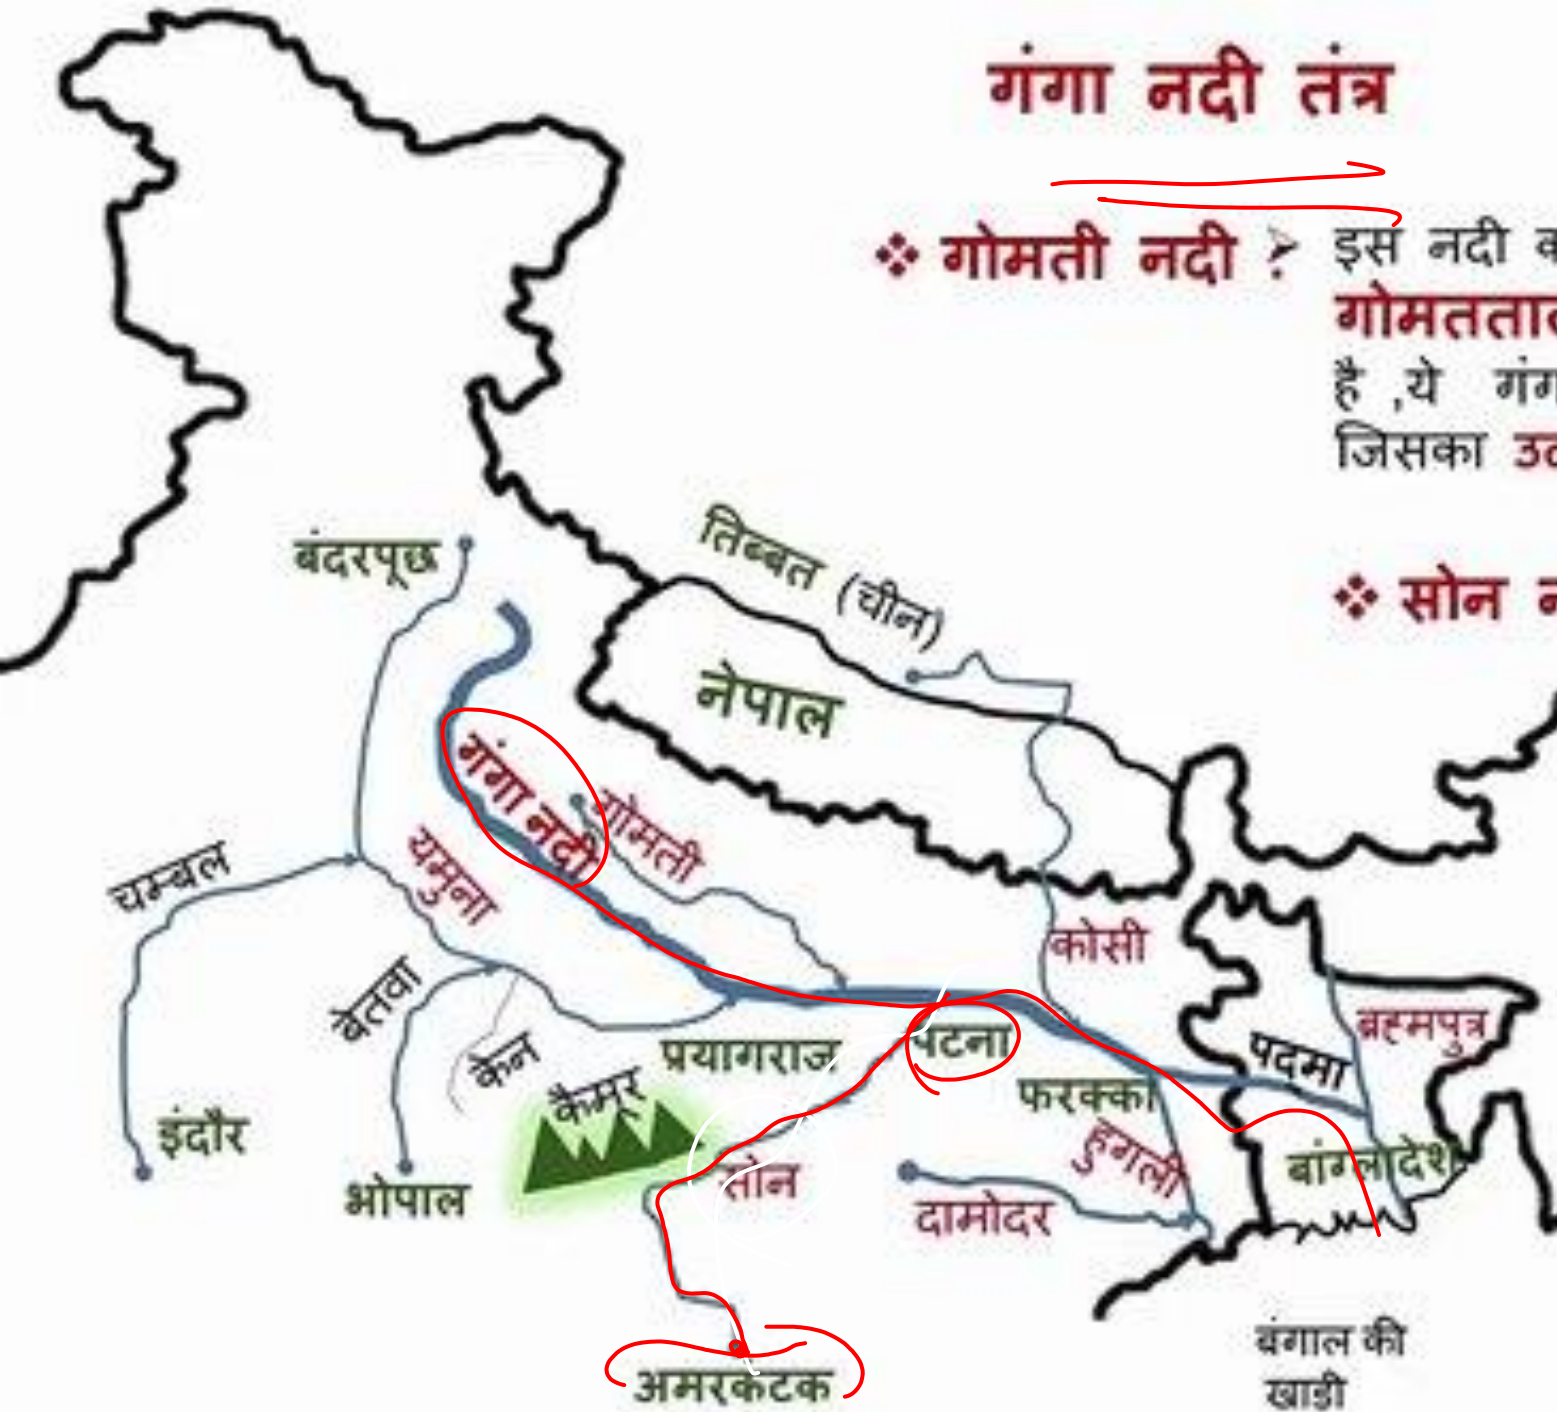 गंगा नदी तंत्र
❖ गोमती नदी :
➢ इस नदी
है ,ये
जिसका
❖ सोन
बंदरपूछ
तिब्बत (चीन)
नेपाल
गंगा नदी
गोमती
यमुना
चम्बल
कोसी
बेतवा
केन
ब्रह्मपुत्र
पदमा
प्रयागराज
पटना
फरक्का
कैमूर
इंदौर
भोपाल
सोन
हुगली
बांग्लादेश
दामोदर
अमरकंटक
बंगाल की
खाडी